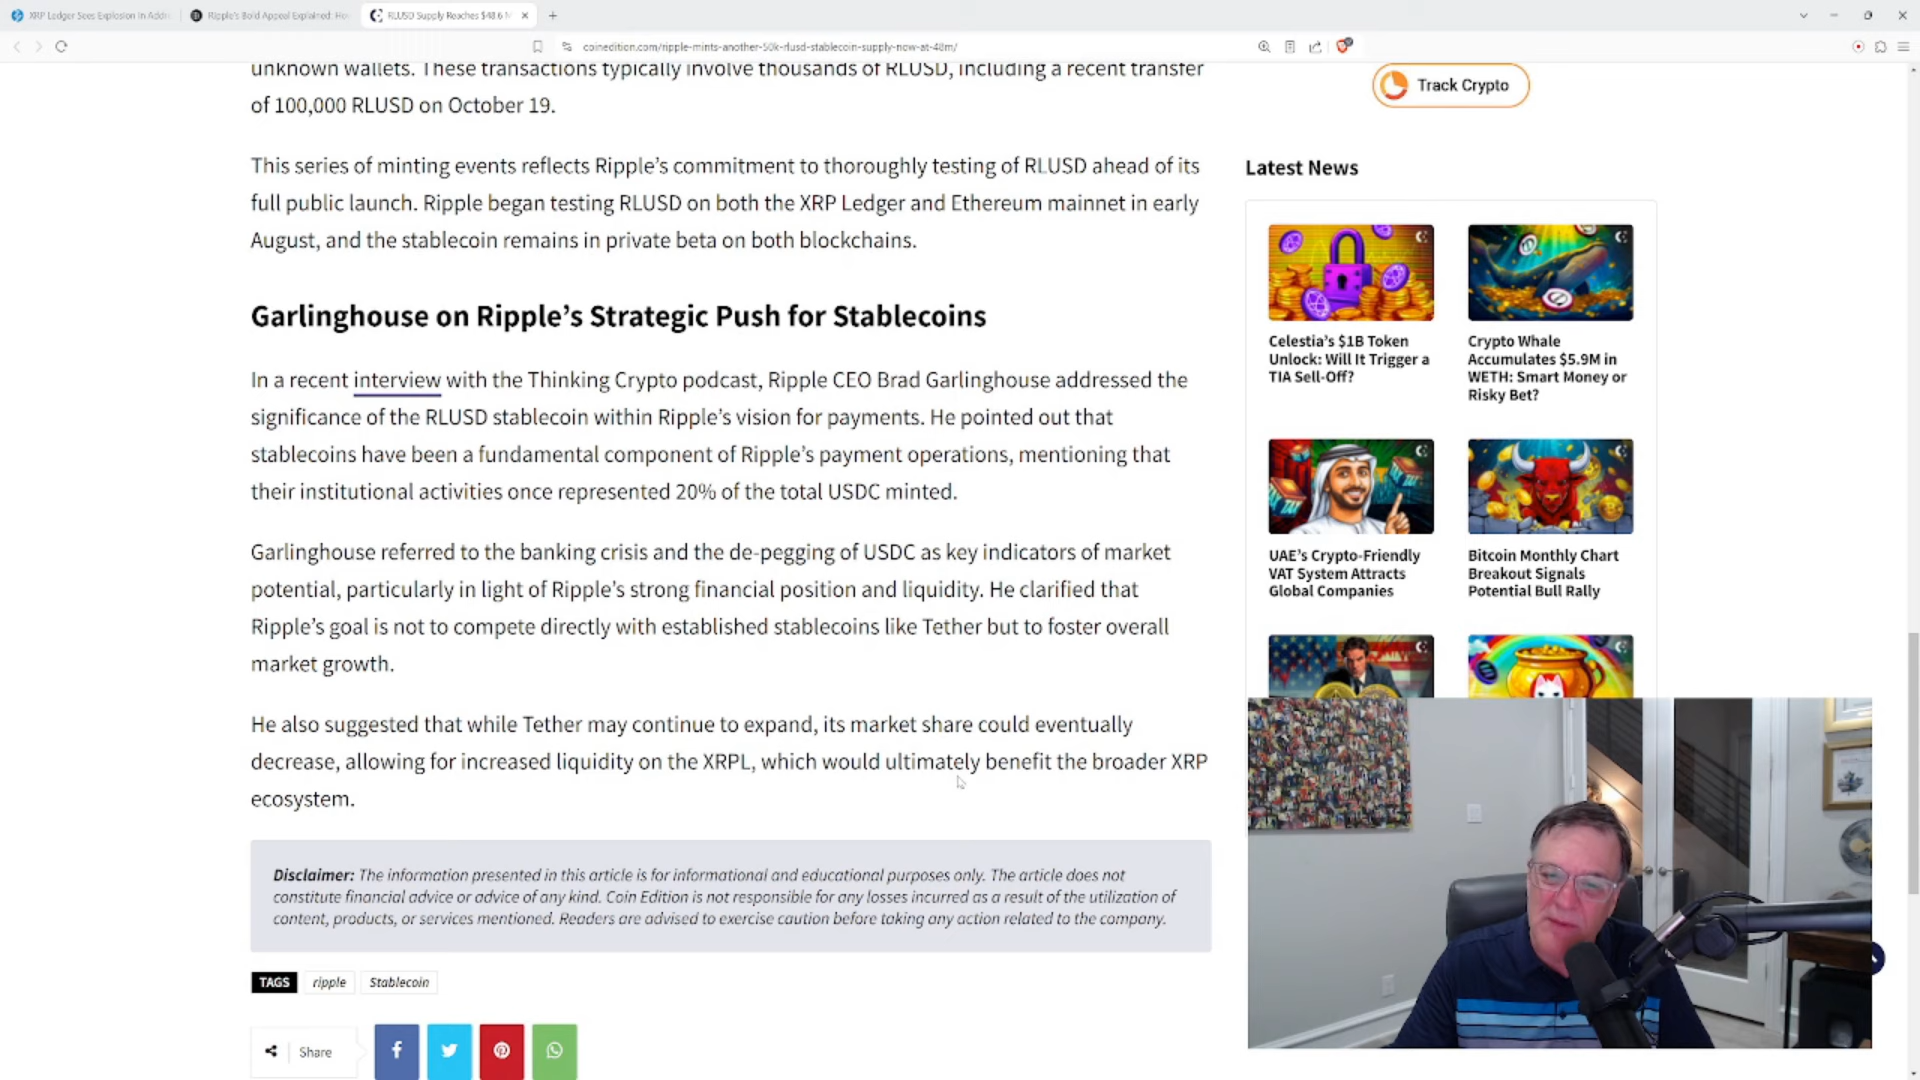 XRP Ledger Sees Explosion in Addr
Ripple's Bold Appeal Explained: Ho
RLUSD Supply Reaches $48.6 M
coinedition.com/ripple-mints-another-50k-rlusd-stablecoin-supply-now-at-48m/
unknown wallets. These transactions typically involve thousands of RLUSD, including a recent transfer
of 100,000 RLUSD on October 19.
This series of minting events reflects Ripple's commitment to thoroughly testing of RLUSD ahead of its
full public launch. Ripple began testing RLUSD on both the XRP Ledger and Ethereum mainnet in early
August, and the stablecoin remains in private beta on both blockchains.
Garlinghouse on Ripple's Strategic Push for Stablecoins
In a recent interview with the Thinking Crypto podcast, Ripple CEO Brad Garlinghouse addressed the
significance of the RLUSD stablecoin within Ripple's vision for payments. He pointed out that
stablecoins have been a fundamental component of Ripple's payment operations, mentioning that
their institutional activities once represented 20% of the total USDC minted.
Garlinghouse referred to the banking crisis and the de-pegging of USDC as key indicators of market
potential, particularly in light of Ripple's strong financial position and liquidity. He clarified that
Ripple's goal is not to compete directly with established stablecoins like Tether but to foster overall
market growth.
He also suggested that while Tether may continue to expand, its market share could eventually
decrease, allowing for increased liquidity on the XRPL, which would ultimately benefit the broader XRP
ecosystem.
Disclaimer: The information presented in this article is for informational and educational purposes only. The article does not
constitute financial advice or advice of any kind. Coin Edition is not responsible for any losses incurred as a result of the utilization of
content, products, or services mentioned. Readers are advised to exercise caution before taking any action related to the company.
TAGS ripple Stablecoin
Share
Track Crypto
Latest News
Celestia's $1B Token
Unlock: Will It Trigger a
TIA Sell-Off?
Crypto Whale
Accumulates $5.9M in
WETH: Smart Money or
Risky Bet?
UAE's Crypto-Friendly
VAT System Attracts
Global Companies
Bitcoin Monthly Chart
Breakout Signals
Potential Bull Rally